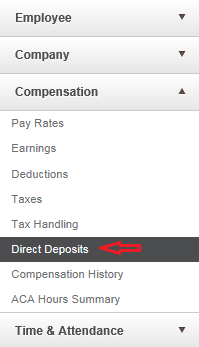 Employee
Company
Compensation
Pay Rates
Earnings
Deductions
Taxes
Tax Handling
Direct Deposits
Compensation History
ACA Hours Summary
Time & Attendance